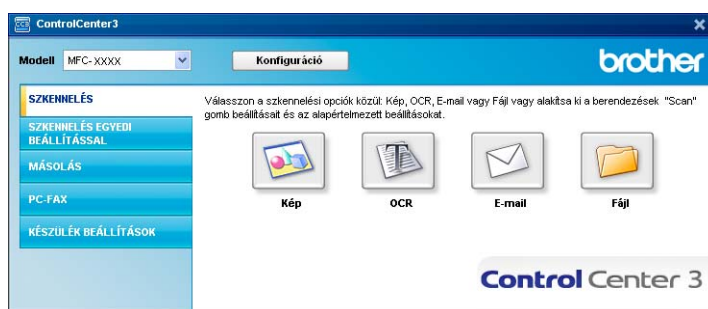 ControlCenter3
Modell MFC-XXXX Konfiguráció brother
SZKENNELÉS
Válasszon a szkennelési opciók közül: Kép, OCR, E-mail vagy Fájl vagy alakítsa ki a berendezések "Scan"
gomb beállításait és az alapértelmezett beállításokat.
SZKENNELÉS EGYEDI
BEÁLLÍTÁSSAL
MÁSOLÁS
PC-FAX
KÉSZÜLÉK BEÁLLÍTÁSOK
Kép OCR E-mail Fájl
Control Center 3